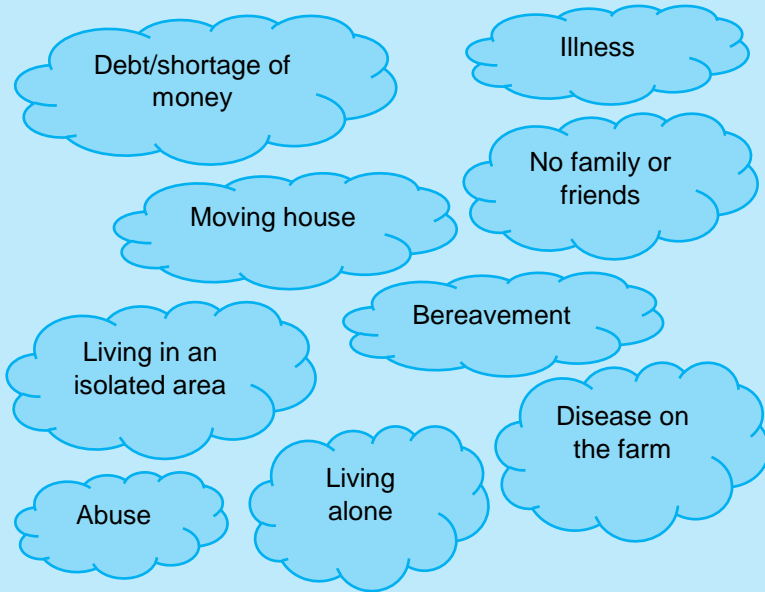 Debt/shortage of
money
Illness
No family or
friends
Moving house
Bereavement
Living in an
isolated area
Disease on
the farm
Living
alone
Abuse